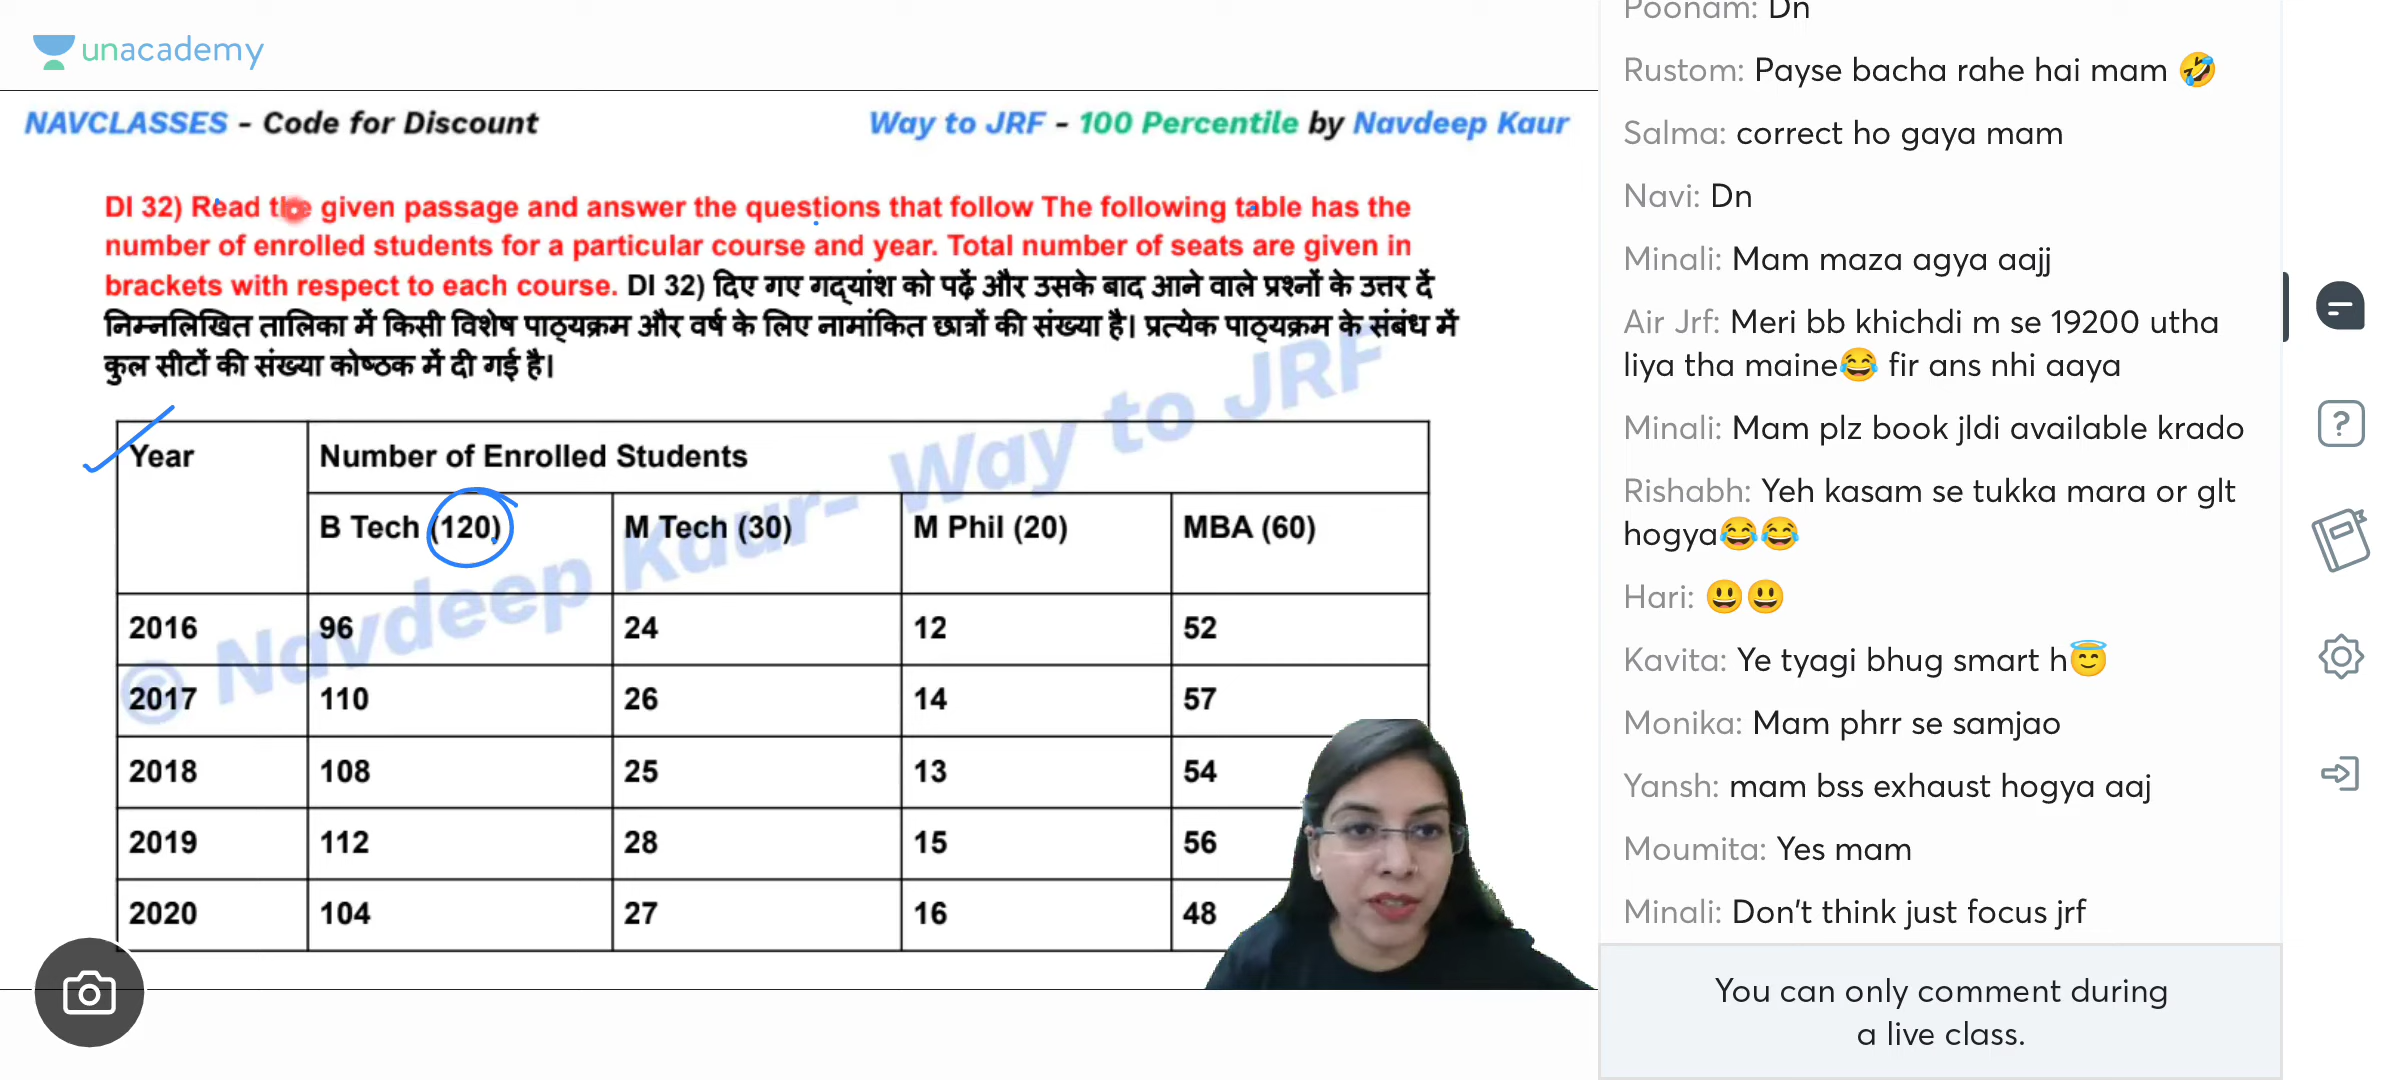 unacademy
NAVCLASSES - Code for Discount
Way to JRF - 100 Percentile by Navdeep Kaur
DI 32) Read the given passage and answer the questions that follow The following table has the
number of enrolled students for a particular course and year. Total number of seats are given in
brackets with respect to each course. DI 32) दिए गए गद्यांश को पढ़ें और उसके बाद आने वाले प्रश्नों के उत्तर दें
निम्नलिखित तालिका में किसी विशेष पाठ्यक्रम और वर्ष के लिए नामांकित छात्रों की संख्या है। प्रत्येक पाठ्यक्रम के संबंध में
कुल सीटों की संख्या कोष्ठक में दी गई है।
© Navdeep Kaur- Way to JRF
Year Number of Enrolled Students
B Tech (120) M Tech (30) M Phil (20) MBA (60)
2016 96 24 12 52
2017 110 26 14 57
2018 108 25 13 54
2019 112 28 15 56
2020 104 27 16 48
Poonam: Dn
Rustom: Payse bacha rahe hai mam 🤣
Salma: correct ho gaya mam
Navi: Dn
Minali: Mam maza agya aajj
Air Jrf: Meri bb khichdi m se 19200 utha
liya tha maine😂 fir ans nhi aaya
Minali: Mam plz book jldi available krado
Rishabh: Yeh kasam se tukka mara or glt
hogya😂😂
Hari: 😃😃
Kavita: Ye tyagi bhug smart h😇
Monika: Mam phrr se samjao
Yansh: mam bss exhaust hogya aaj
Moumita: Yes mam
Minali: Don't think just focus jrf
You can only comment during
a live class.